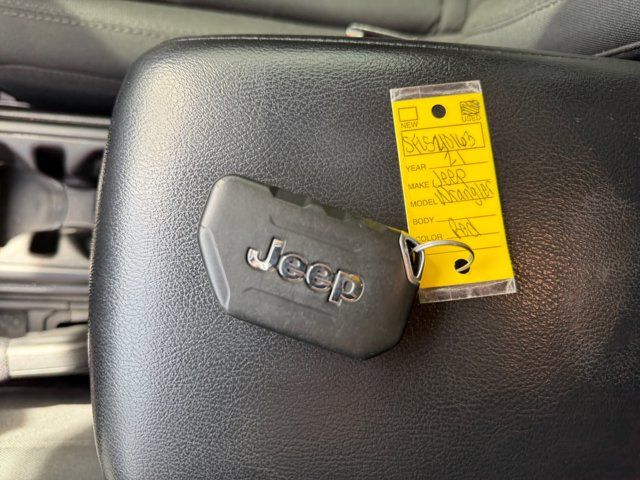 NEW
USED
YEAR 21
MAKE Jeep
MODEL Wrangler
BODY
COLOR Red
Jeep